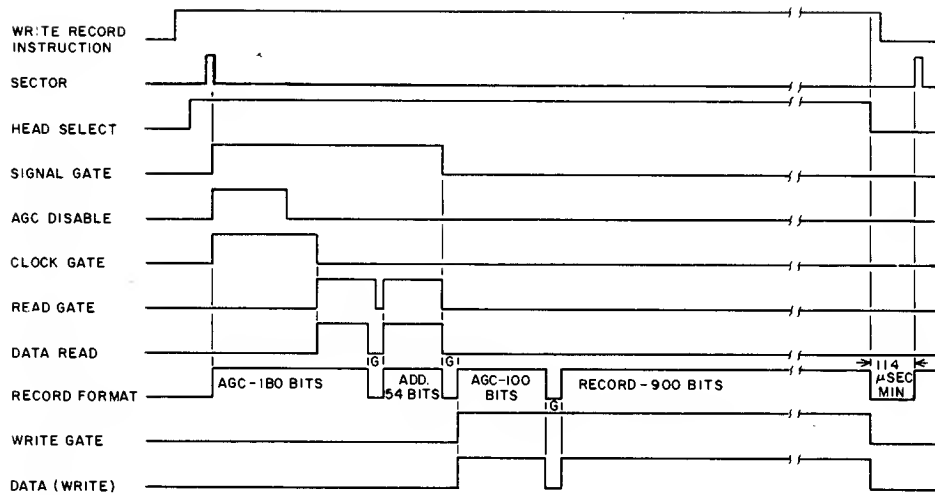 WRITE RECORD
INSTRUCTION
SECTOR
HEAD SELECT
SIGNAL GATE
AGC DISABLE
CLOCK GATE
READ GATE
DATA READ
G
G
RECORD FORMAT
AGC-180 BITS
ADD.
54 BITS
AGC-100
BITS
G
RECORD-900 BITS
114
μSEC
MIN
WRITE GATE
DATA (WRITE)